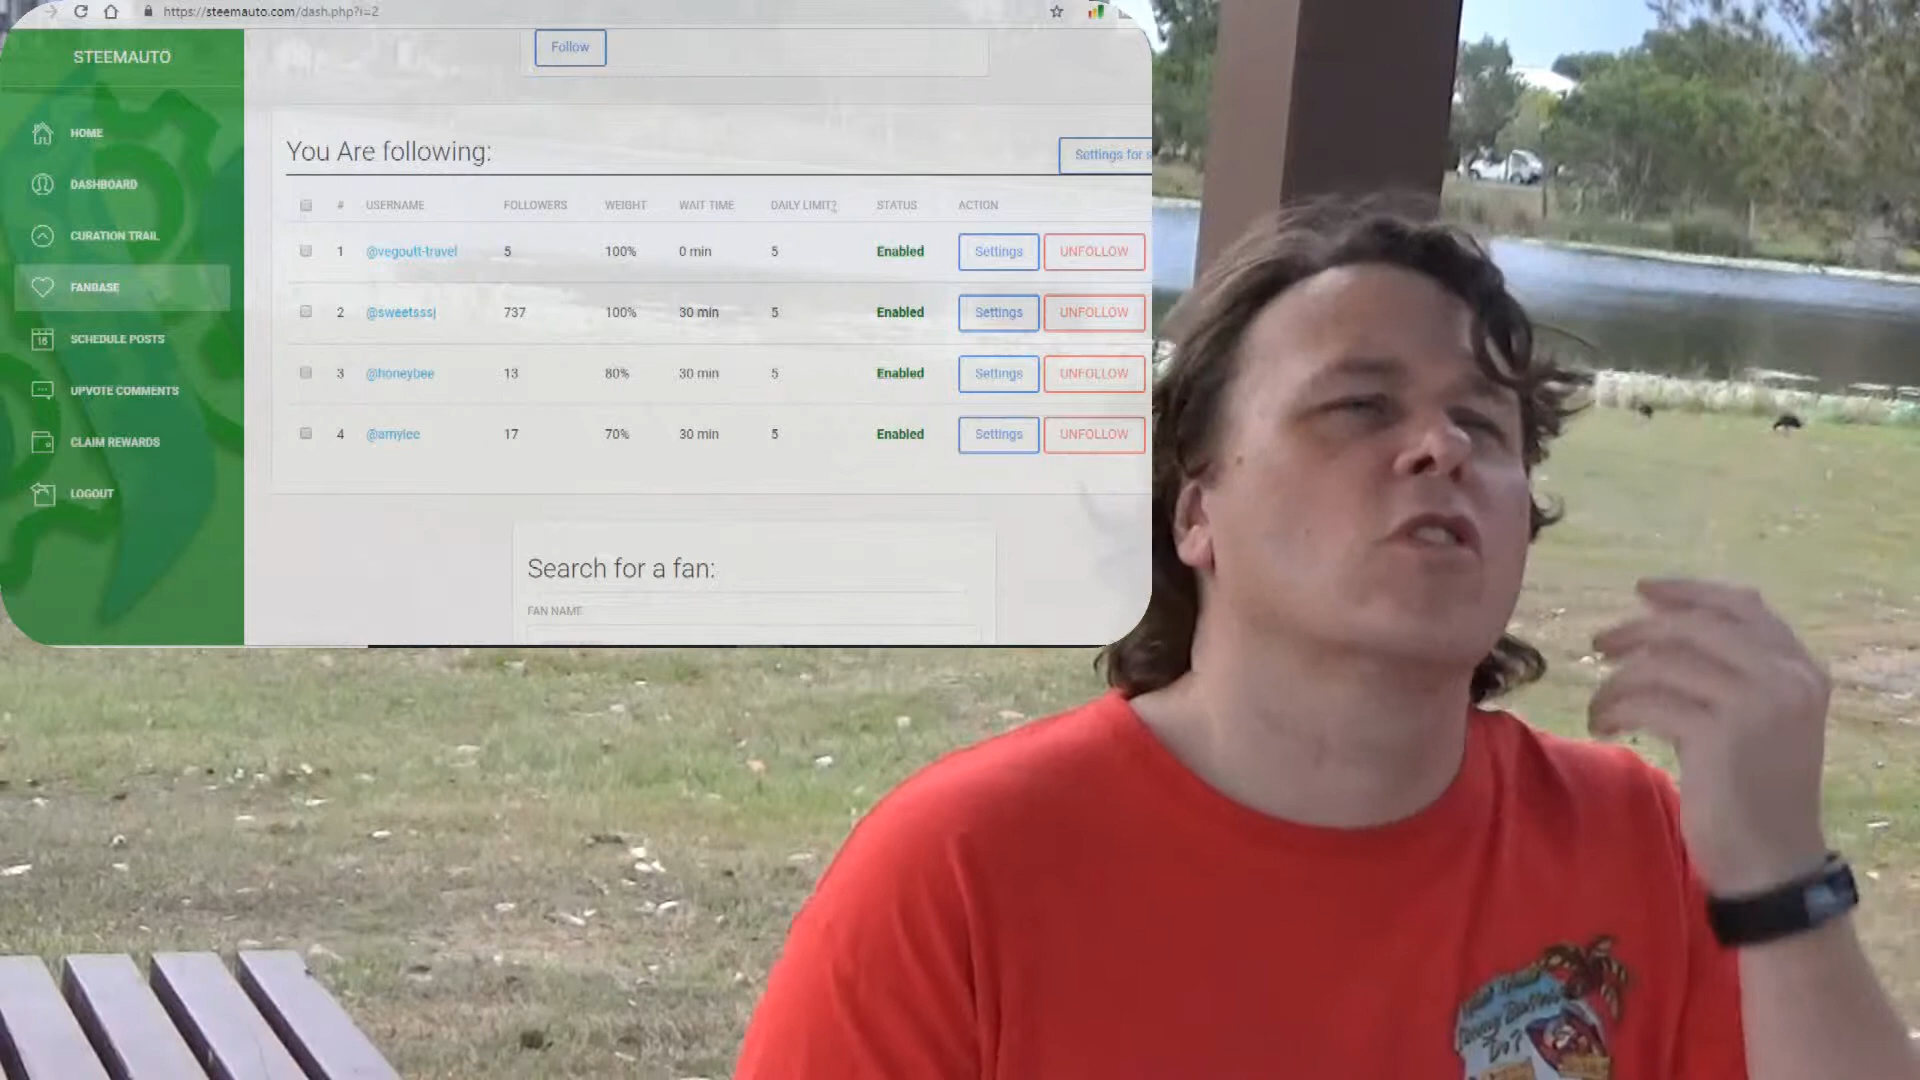 https://steemauto.com/dash.php?i=2
STEEMAUTO
HOME
DASHBOARD
CURATION TRAIL
FANBASE
SCHEDULE POSTS
UPVOTE COMMENTS
CLAIM REWARDS
LOGOUT
Follow
You Are following:
Settings for s
# USERNAME FOLLOWERS WEIGHT WAIT TIME DAILY LIMIT? STATUS ACTION
1 @vegoutt-travel 5 100% 0 min 5 Enabled Settings UNFOLLOW
2 @sweetsssj 737 100% 30 min 5 Enabled Settings UNFOLLOW
3 @honeybee 13 80% 30 min 5 Enabled Settings UNFOLLOW
4 @amylee 17 70% 30 min 5 Enabled Settings UNFOLLOW
Search for a fan:
FAN NAME
Do?